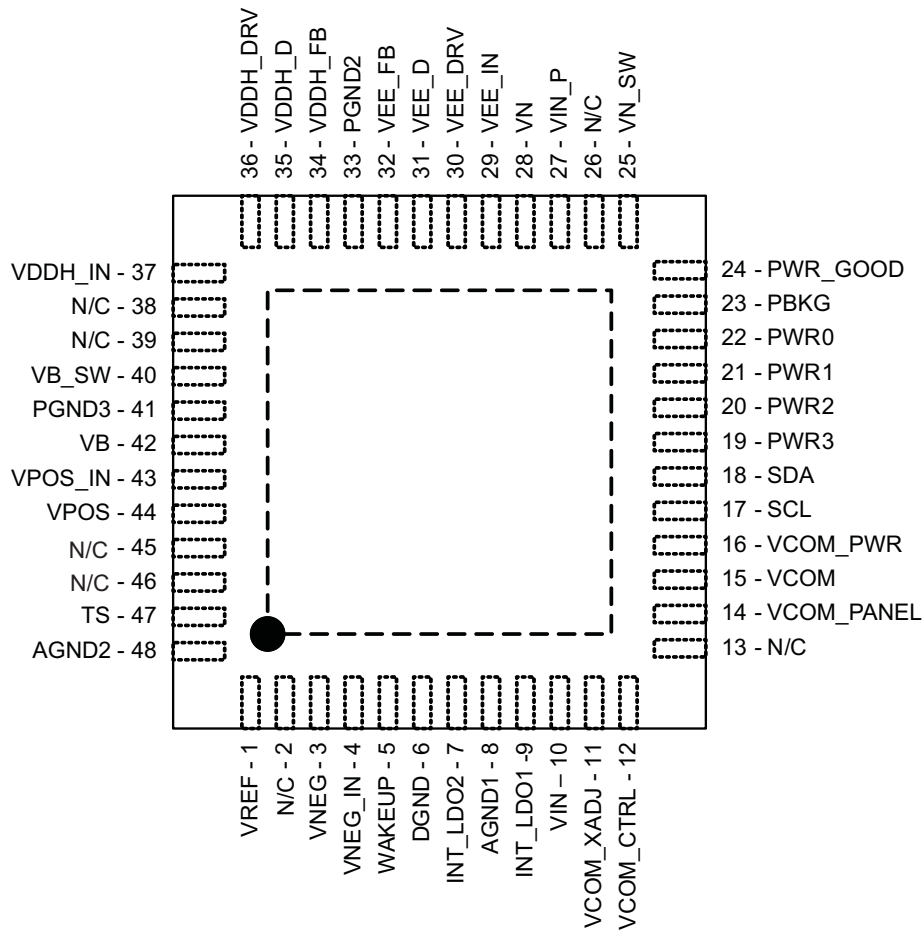 36 - VDDH_DRV
35 - VDDH_D
34 - VDDH_FB
33 - PGND2
32 - VEE_FB
31 - VEE_D
30 - VEE_DRV
29 - VEE_IN
28 - VN
27 - VIN_P
26 - N/C
25 - VN_SW
VDDH_IN - 37
N/C - 38
N/C - 39
VB_SW - 40
PGND3 - 41
VB - 42
VPOS_IN - 43
VPOS - 44
N/C - 45
N/C - 46
TS - 47
AGND2 - 48
24 - PWR_GOOD
23 - PBKG
22 - PWR0
21 - PWR1
20 - PWR2
19 - PWR3
18 - SDA
17 - SCL
16 - VCOM_PWR
15 - VCOM
14 - VCOM_PANEL
13 - N/C
VREF - 1
N/C - 2
VNEG - 3
VNEG_IN - 4
WAKEUP - 5
DGND - 6
INT_LDO2 - 7
AGND1 - 8
INT_LDO1 -9
VIN – 10
VCOM_XADJ - 11
VCOM_CTRL - 12